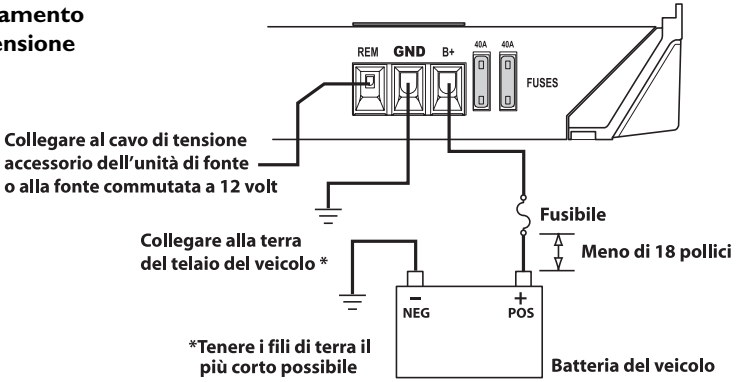 amento
ensione
REM GND B+ 40A 40A
FUSES
Collegare al cavo di tensione
accessorio dell'unità di fonte
o alla fonte commutata a 12 volt
Fusibile
Collegare alla terra
del telaio del veicolo *
Meno di 18 pollici
– +
NEG POS
*Tenere i fili di terra il
più corto possibile
Batteria del veicolo